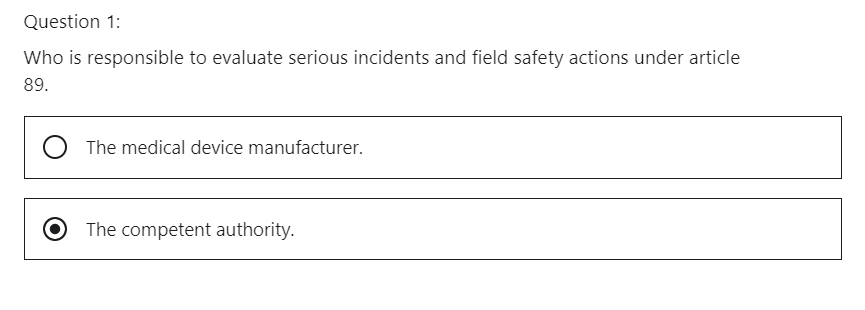 Question 1:
Who is responsible to evaluate serious incidents and field safety actions under article
89.
The medical device manufacturer.
The competent authority.